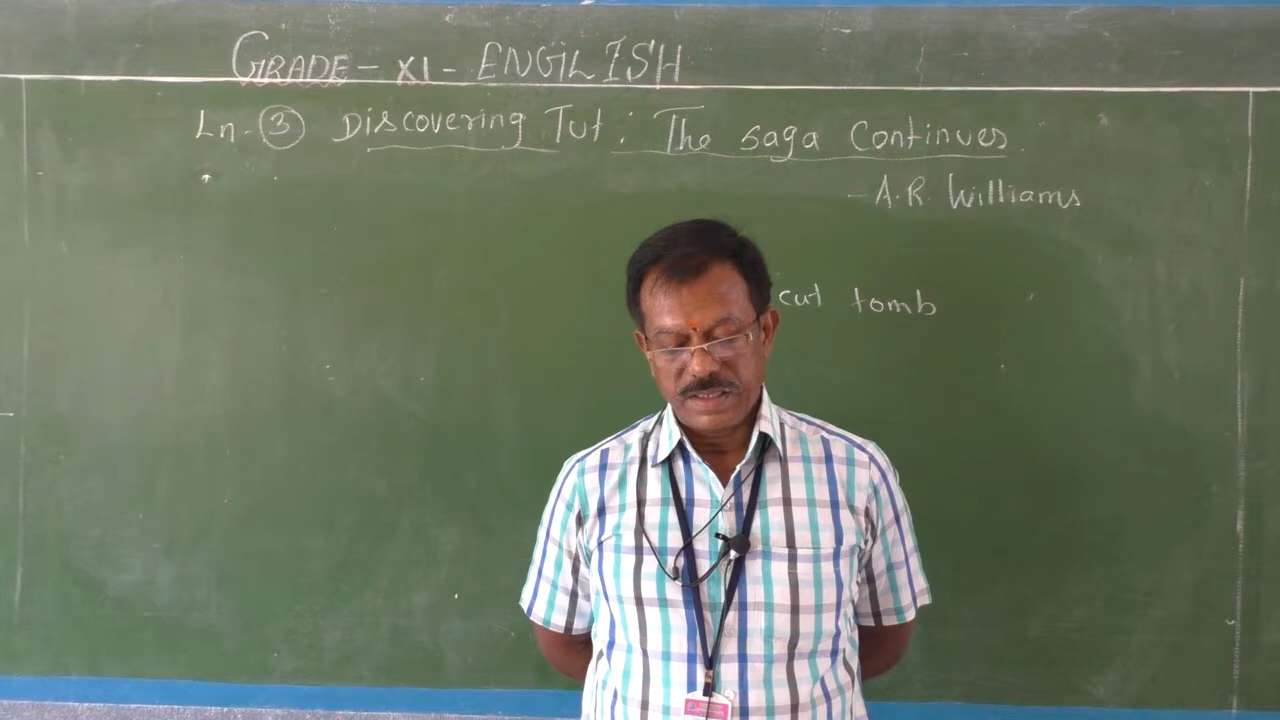 GRADE - XI - ENGLISH
Ln. 3 Discovering Tut : The saga Continues.
- A.R. Williams
cut tomb